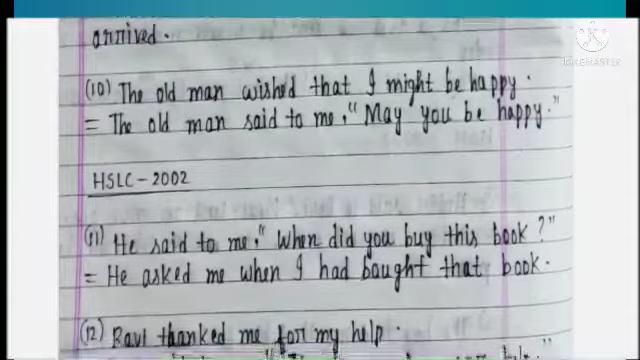 arrived.
(10) The old man wished that I might be happy.
= The old man said to me, "May you be happy."
HSLC - 2002
(11) He said to me, "When did you buy this book?"
= He asked me when I had bought that book.
(12) Ravi thanked me for my help.
KINEMASTER